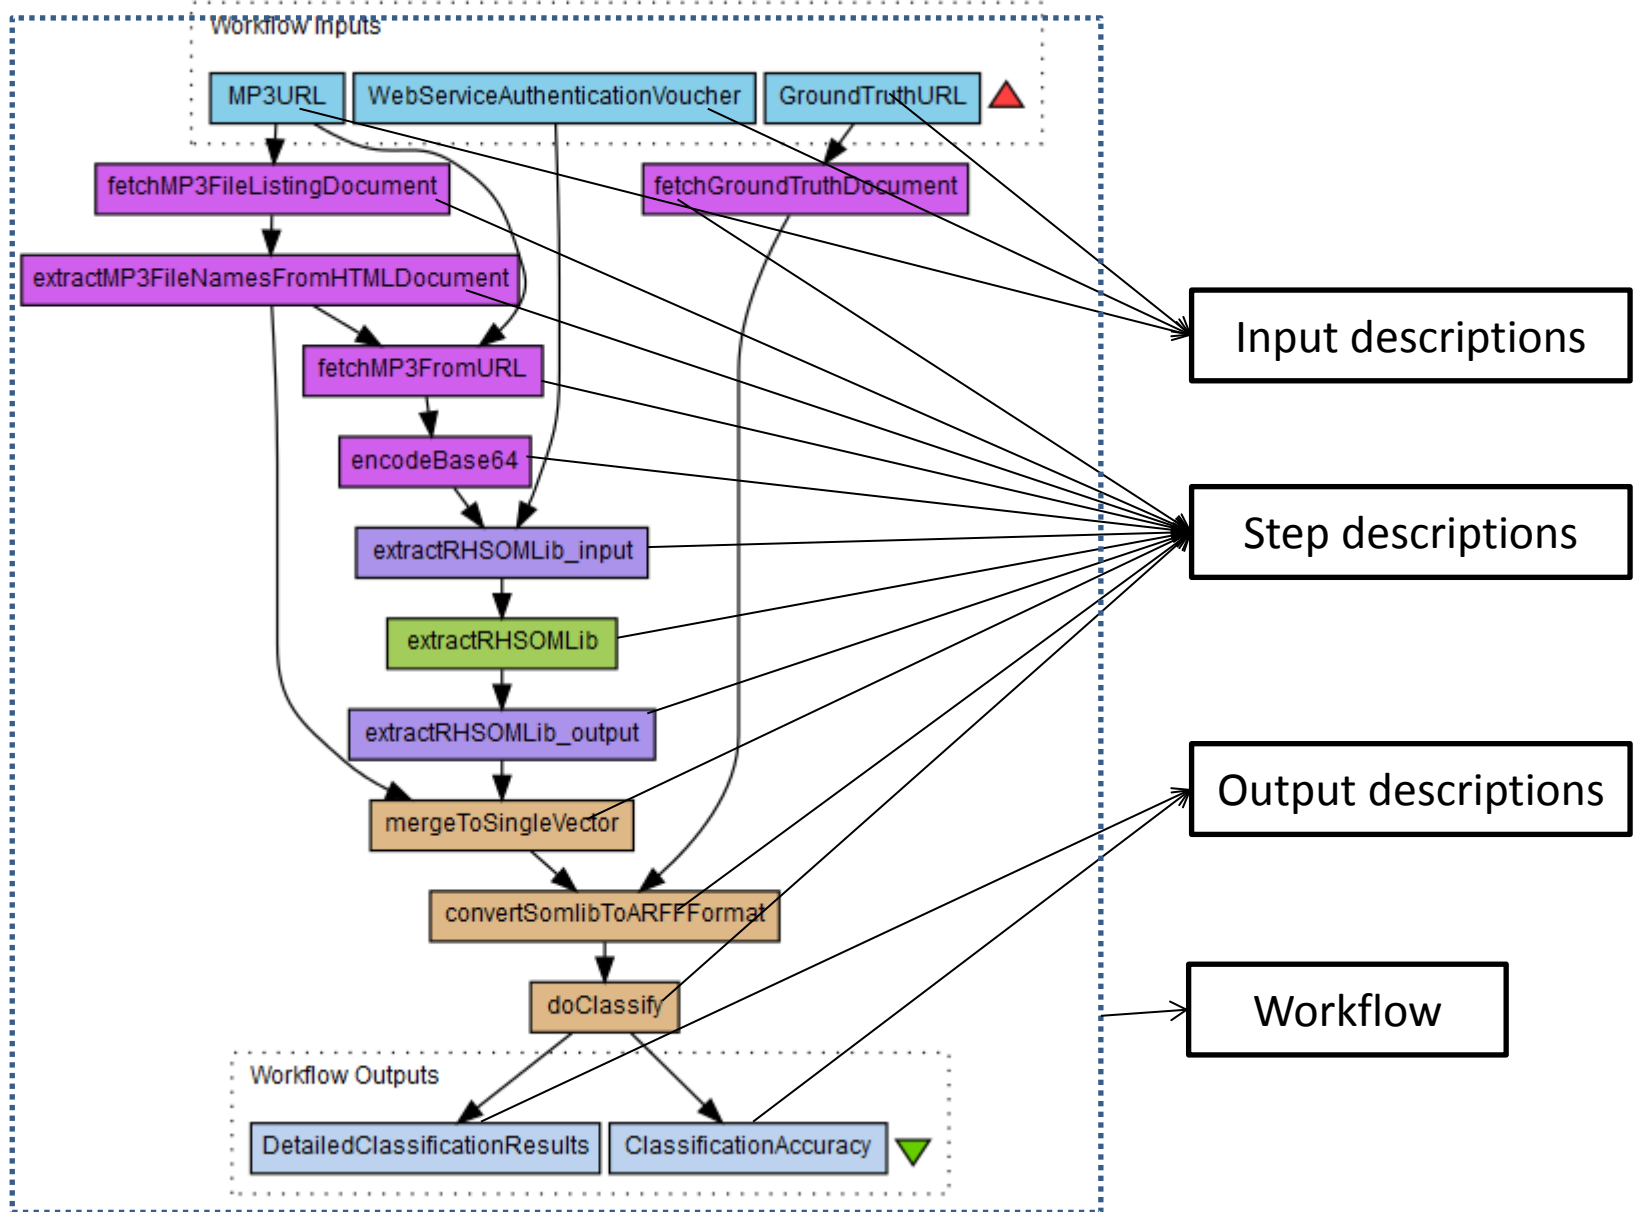 Workflow Inputs
MP3URL
WebServiceAuthenticationVoucher
GroundTruthURL
fetchMP3FileListingDocument
fetchGroundTruthDocument
extractMP3FileNamesFromHTMLDocument
Input descriptions
fetchMP3FromURL
encodeBase64
Step descriptions
extractRHSOMLib_input
extractRHSOMLib
extractRHSOMLib_output
Output descriptions
mergeToSingleVector
convertSomlibToARFFFormat
doClassify
Workflow
Workflow Outputs
DetailedClassificationResults
ClassificationAccuracy